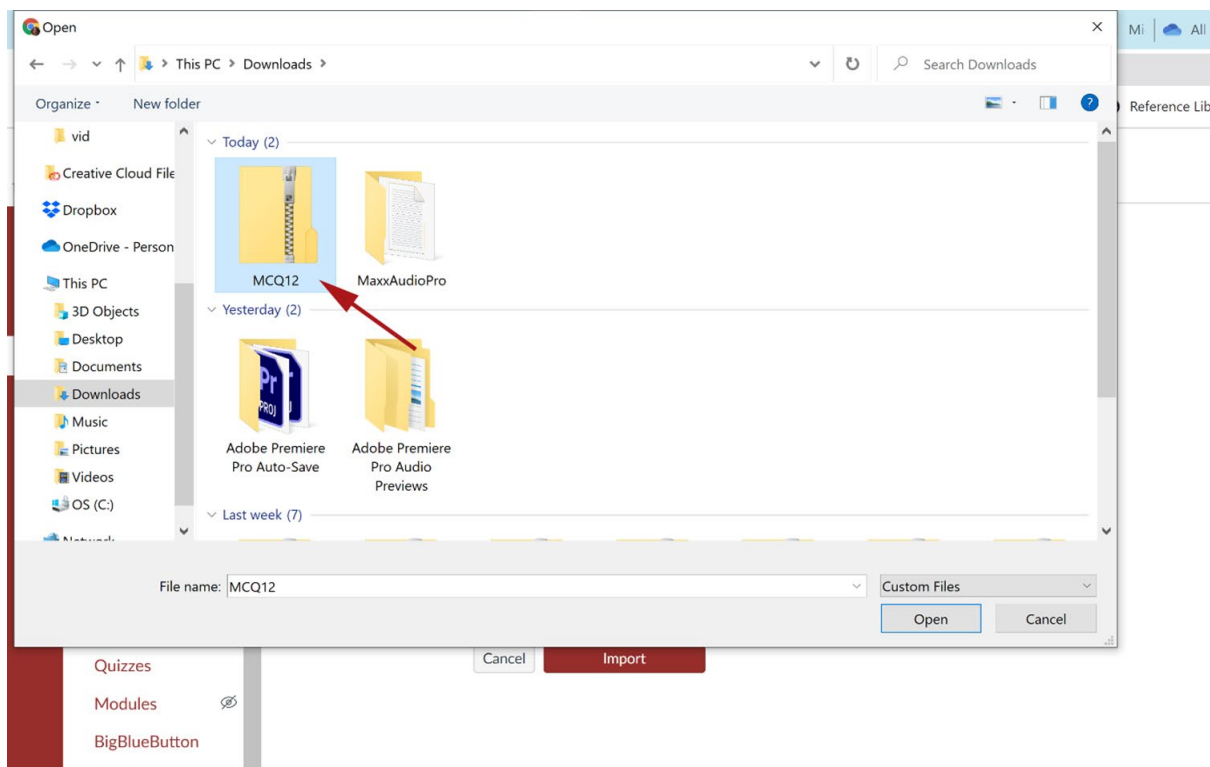 Open
Mi
All
This PC
Downloads
Search Downloads
Organize
New folder
Reference Lib
vid
Creative Cloud File
Dropbox
OneDrive - Person
This PC
3D Objects
Desktop
Documents
Downloads
Music
Pictures
Videos
OS (C:)
Network
Today (2)
MCQ12
MaxxAudioPro
Yesterday (2)
Pr
PROJ
Adobe Premiere
Pro Auto-Save
Adobe Premiere
Pro Audio
Previews
Last week (7)
File name: MCQ12
Custom Files
Open
Cancel
Cancel
Import
Quizzes
Modules
BigBlueButton